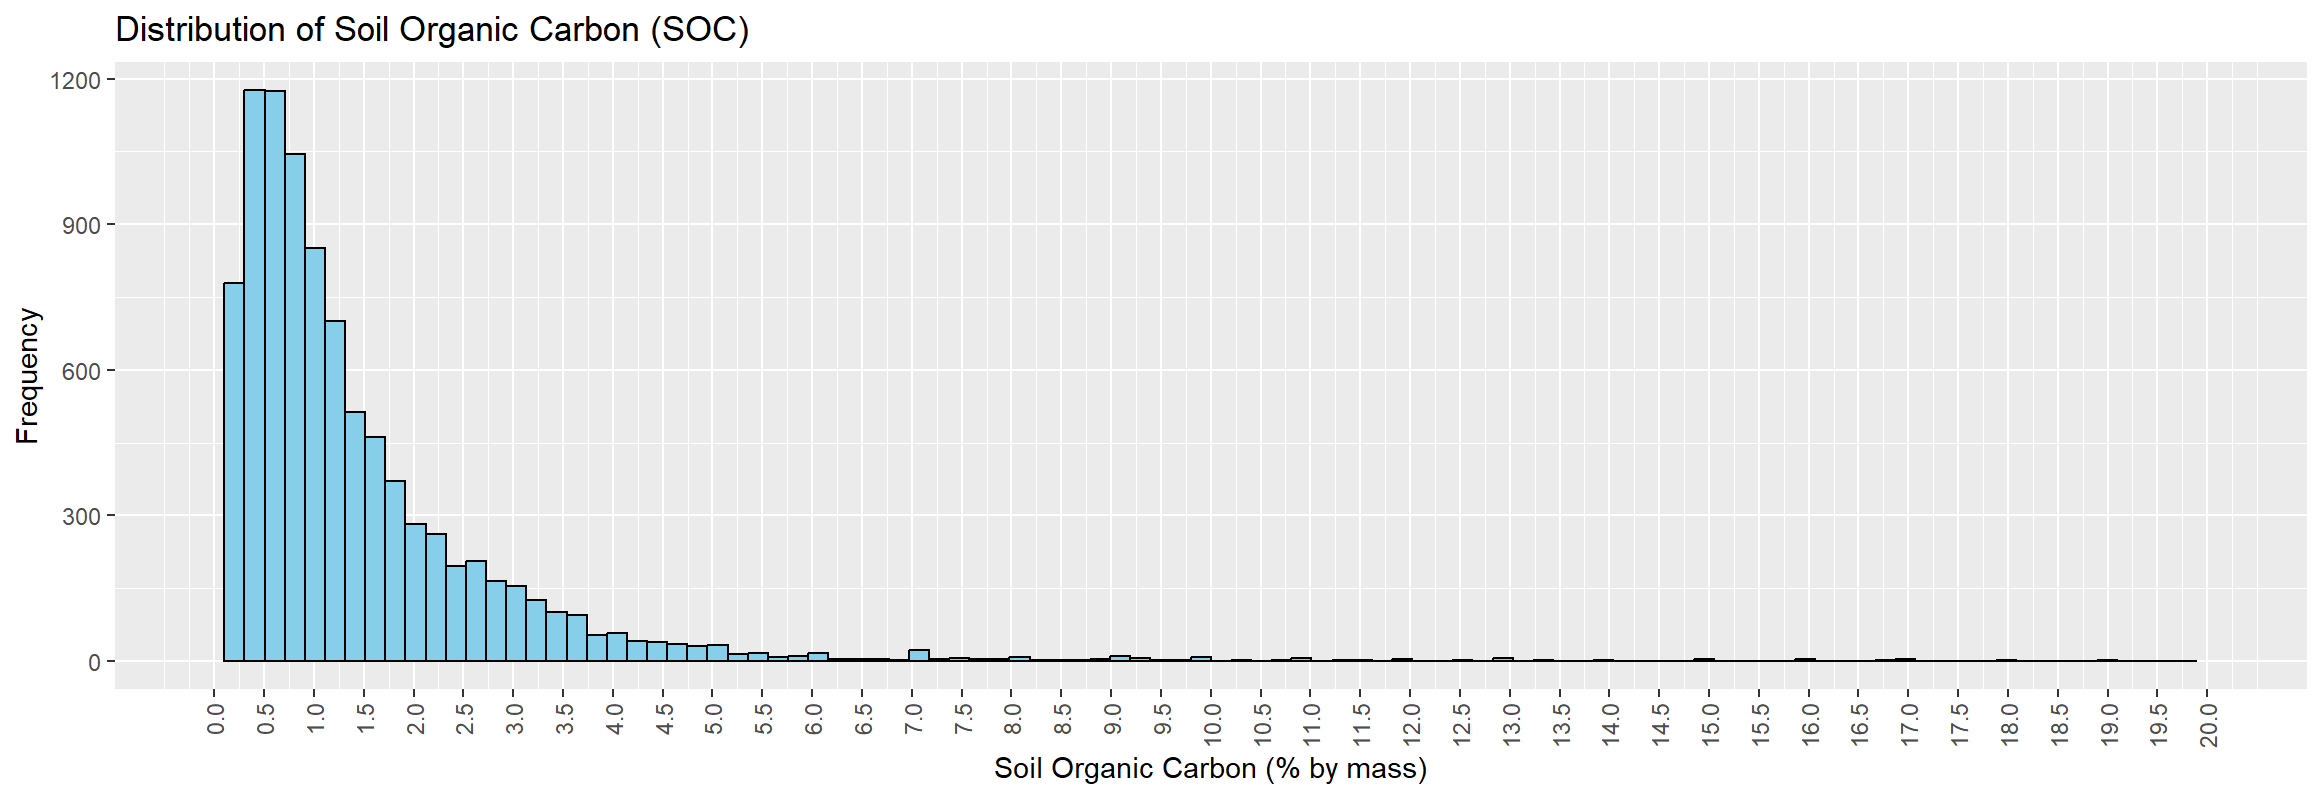 Distribution of Soil Organic Carbon (SOC)
Frequency
1200
900
600
300
0
0.0 0.5 1.0 1.5 2.0 2.5 3.0 3.5 4.0 4.5 5.0 5.5 6.0 6.5 7.0 7.5 8.0 8.5 9.0 9.5 10.0 10.5 11.0 11.5 12.0 12.5 13.0 13.5 14.0 14.5 15.0 15.5 16.0 16.5 17.0 17.5 18.0 18.5 19.0 19.5 20.0
Soil Organic Carbon (% by mass)